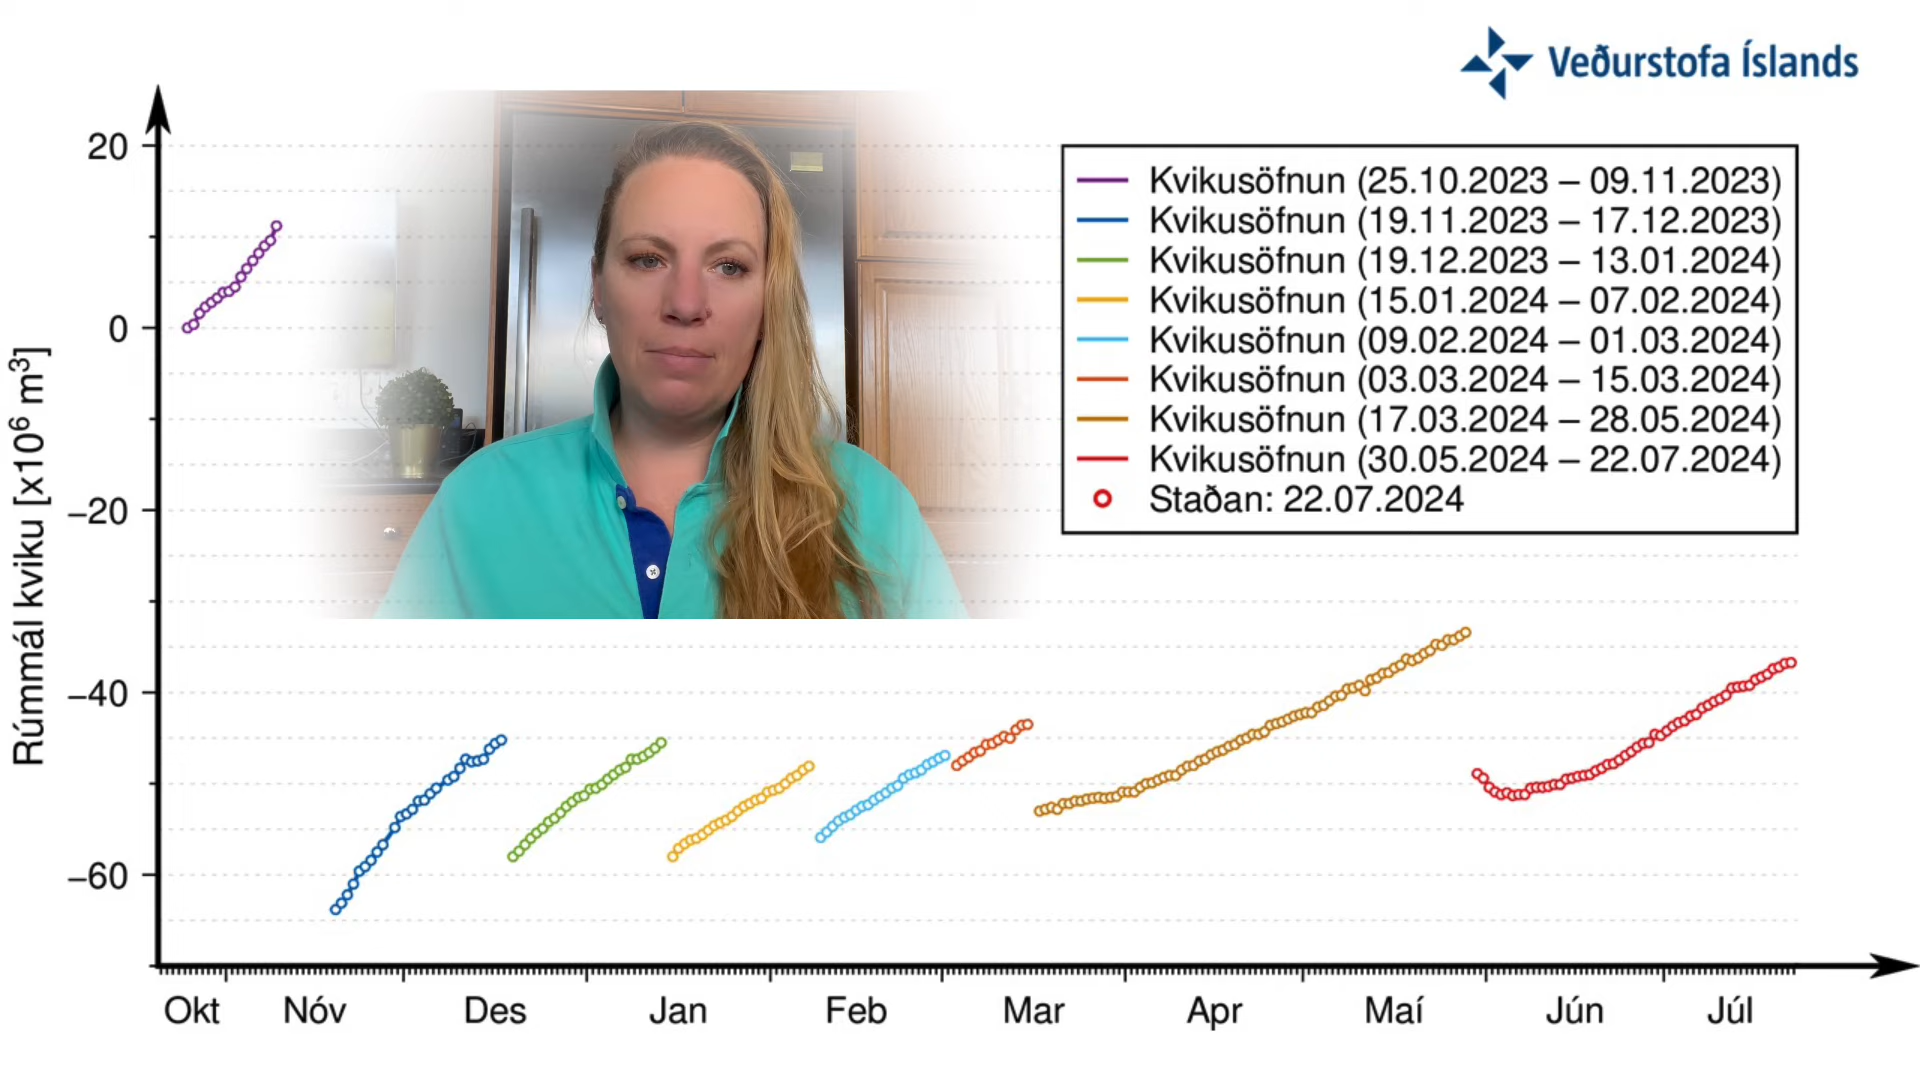 Veðurstofa Íslands
20
0
−20
−40
−60
Rúmmál kviku [x10⁶ m³]
Kvikusöfnun (25.10.2023 – 09.11.2023)
Kvikusöfnun (19.11.2023 – 17.12.2023)
Kvikusöfnun (19.12.2023 – 13.01.2024)
Kvikusöfnun (15.01.2024 – 07.02.2024)
Kvikusöfnun (09.02.2024 – 01.03.2024)
Kvikusöfnun (03.03.2024 – 15.03.2024)
Kvikusöfnun (17.03.2024 – 28.05.2024)
Kvikusöfnun (30.05.2024 – 22.07.2024)
Staðan: 22.07.2024
Okt Nóv Des Jan Feb Mar Apr Maí Jún Júl